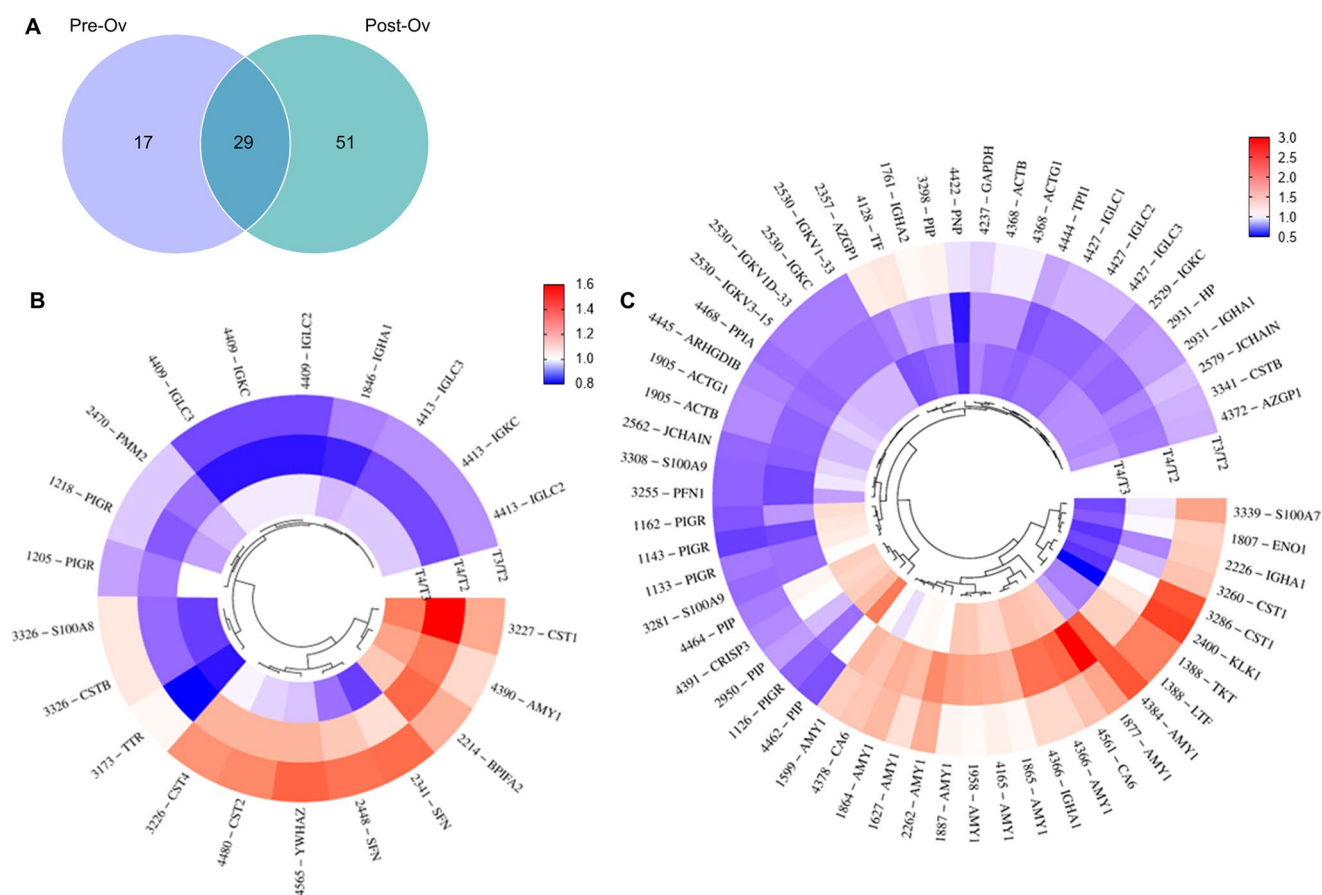 A
Pre-Ov
Post-Ov
17
29
51
B
1.6
1.4
1.2
1.0
0.8
1205 – PIGR
1218 – PIGR
2470 – PMM2
4409 – IGLC3
4409 – IGKC
4409 – IGLC2
1846 – IGHA1
4413 – IGLC3
4413 – IGKC
4413 – IGLC2
T3/T2
T4/T2
T4/T3
3227 – CST1
4390 – AMY1
2214 – BPIFA2
2341 – SFN
2448 – SFN
4565 – YWHAZ
4480 – CST2
3226 – CST4
3173 – TTR
3326 – CSTB
3326 – S100A8
C
3.0
2.5
2.0
1.5
1.0
0.5
4462 – PIP
1126 – PIGR
2950 – PIP
4391 – CRISP3
4464 – PIP
3281 – S100A9
1133 – PIGR
1143 – PIGR
1162 – PIGR
3255 – PFN1
3308 – S100A9
2562 – JCHAIN
1905 – ACTB
1905 – ACTG1
4445 – ARHGDIB
4468 – PPIA
2530 – IGKV3–15
2530 – IGKV1D–33
2530 – IGKC
2530 – IGKV1–33
2357 – AZGP1
4128 – TF
1761 – IGHA2
3298 – PIP
4422 – PNP
4237 – GAPDH
4368 – ACTB
4368 – ACTG1
4444 – TPI1
4427 – IGLC1
4427 – IGLC2
4427 – IGLC3
2529 – IGKC
2931 – HP
2931 – IGHA1
2579 – JCHAIN
3341 – CSTB
4372 – AZGP1
T3/T2
T4/T2
T4/T3
3339 – S100A7
1807 – ENO1
2226 – IGHA1
3260 – CST1
3286 – CST1
2400 – KLK1
1388 – TKT
1388 – LTF
4384 – AMY1
1877 – AMY1
4561 – CA6
4366 – AMY1
4366 – IGHA1
1865 – AMY1
4165 – AMY1
1958 – AMY1
1887 – AMY1
2262 – AMY1
1627 – AMY1
1864 – AMY1
4378 – CA6
1599 – AMY1